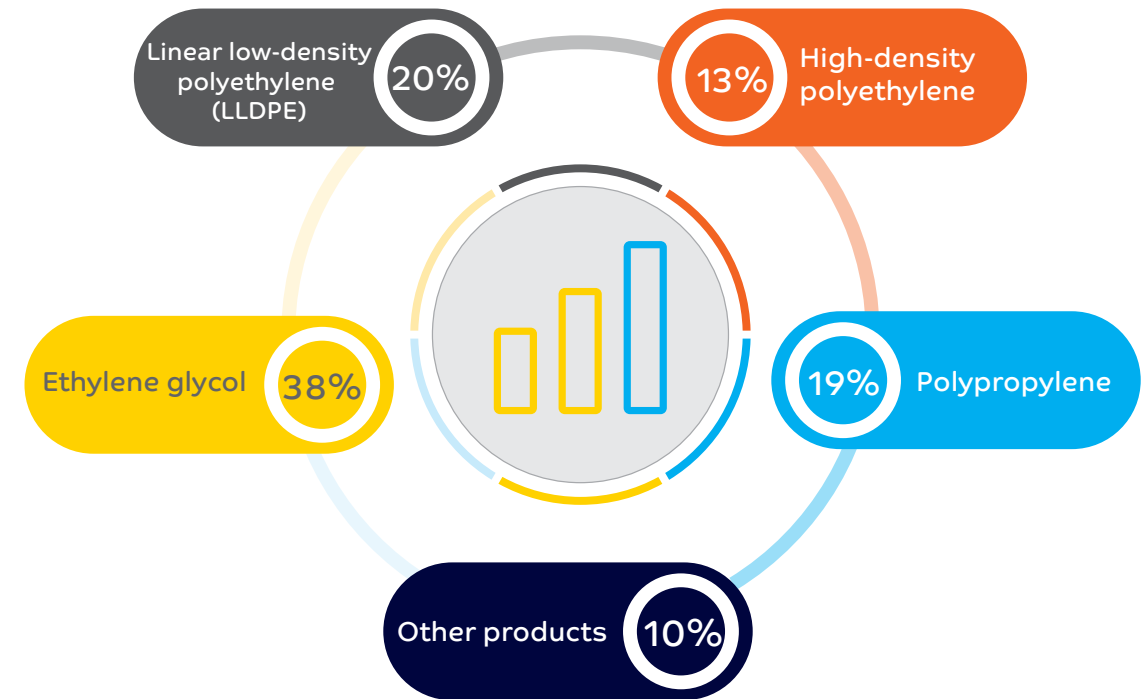 Linear low-density
polyethylene
(LLDPE)
20%
13%
High-density
polyethylene
Ethylene glycol
38%
19%
Polypropylene
Other products
10%